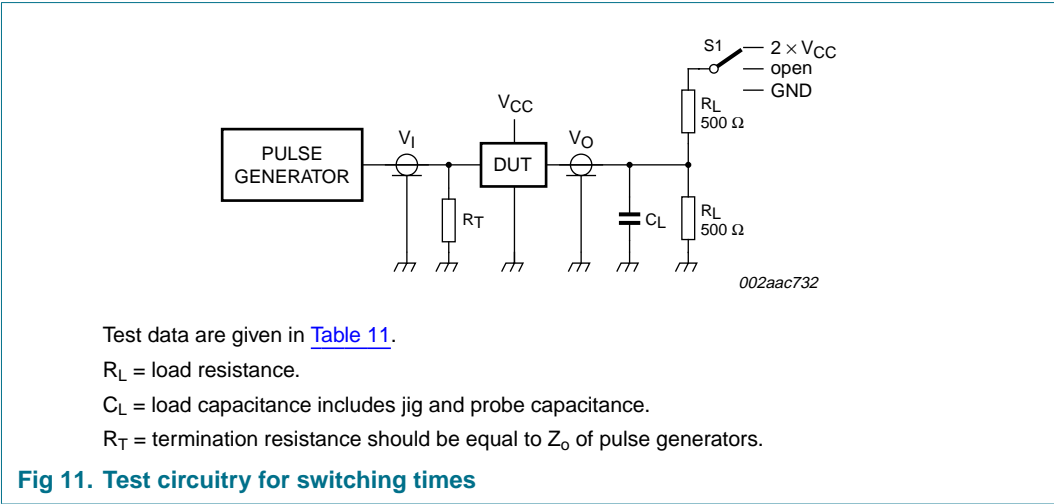 S1
2 × VCC
open
GND
RL
500 Ω
VCC
VI
VO
PULSE
GENERATOR
DUT
RT
CL
RL
500 Ω
002aac732
Test data are given in Table 11.
RL = load resistance.
CL = load capacitance includes jig and probe capacitance.
RT = termination resistance should be equal to Zo of pulse generators.
Fig 11. Test circuitry for switching times